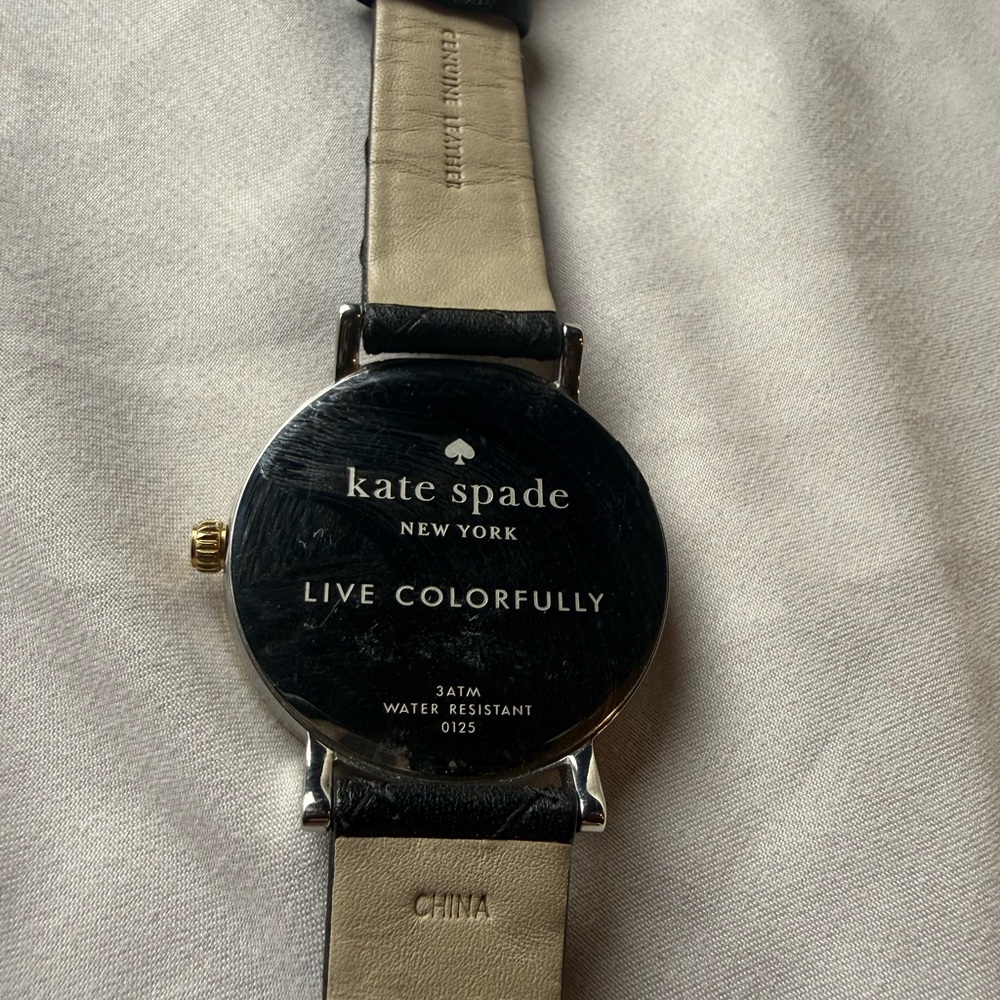 GENUINE LEATHER
kate spade
NEW YORK
LIVE COLORFULLY
3ATM
WATER RESISTANT
0125
CHINA